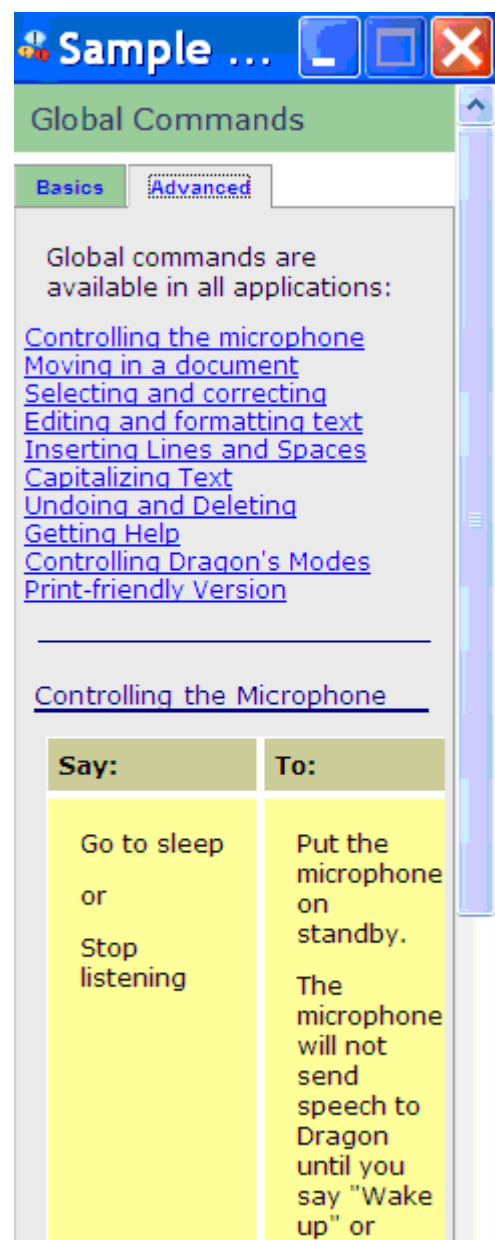 Sample ...
Global Commands
Basics Advanced
Global commands are
available in all applications:
Controlling the microphone
Moving in a document
Selecting and correcting
Editing and formatting text
Inserting Lines and Spaces
Capitalizing Text
Undoing and Deleting
Getting Help
Controlling Dragon's Modes
Print-friendly Version
Controlling the Microphone
Say: To:
Go to sleep
or
Stop
listening
Put the
microphone
on
standby.
The
microphone
will not
send
speech to
Dragon
until you
say "Wake
up" or